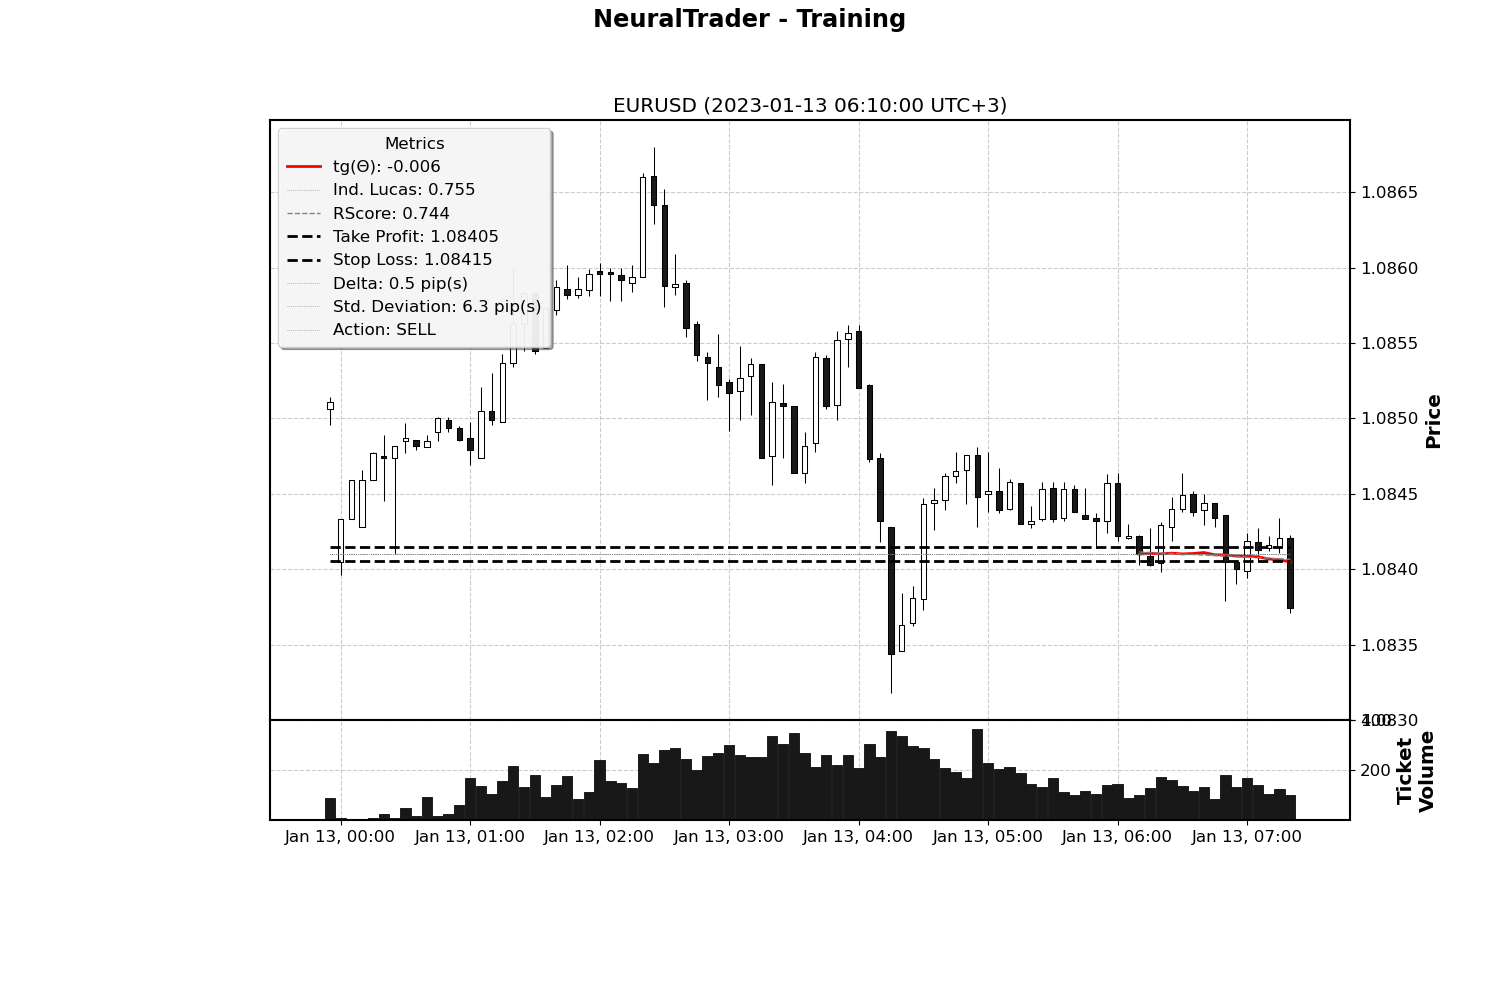 NeuralTrader - Training
EURUSD (2023-01-13 06:10:00 UTC+3)
Metrics
tg(Θ): -0.006
Ind. Lucas: 0.755
RScore: 0.744
Take Profit: 1.08405
Stop Loss: 1.08415
Delta: 0.5 pip(s)
Std. Deviation: 6.3 pip(s)
Action: SELL
1.0865
1.0860
1.0855
1.0850
1.0845
1.0840
1.0835
1.0830
Price
400
200
Ticket
Volume
Jan 13, 00:00
Jan 13, 01:00
Jan 13, 02:00
Jan 13, 03:00
Jan 13, 04:00
Jan 13, 05:00
Jan 13, 06:00
Jan 13, 07:00